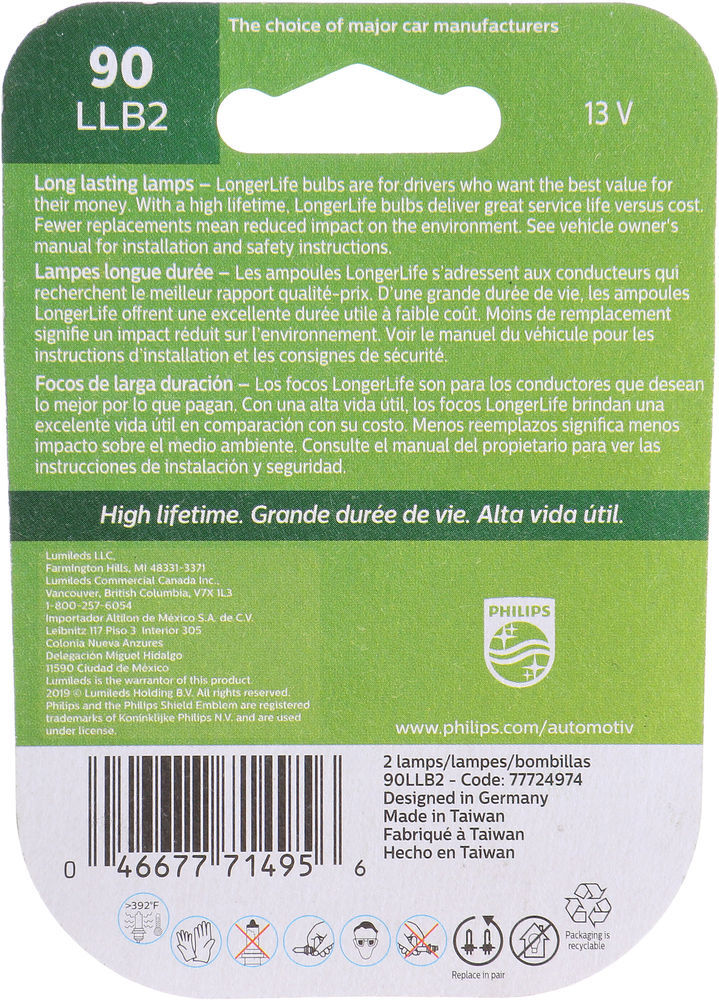 The choice of major car manufacturers
90
LLB2
13 V
Long lasting lamps – LongerLife bulbs are for drivers who want the best value for
their money. With a high lifetime, LongerLife bulbs deliver great service life versus cost.
Fewer replacements mean reduced impact on the environment. See vehicle owner's
manual for installation and safety instructions.
Lampes longue durée – Les ampoules LongerLife s'adressent aux conducteurs qui
recherchent le meilleur rapport qualité-prix. D'une grande durée de vie, les ampoules
LongerLife offrent une excellente durée utile à faible coût. Moins de remplacement
signifie un impact réduit sur l'environnement. Voir le manuel du véhicule pour les
instructions d'installation et les consignes de sécurité.
Focos de larga duración – Los focos LongerLife son para los conductores que desean
lo mejor por lo que pagan. Con una alta vida útil, los focos LongerLife brindan una
excelente vida útil en comparación con su costo. Menos reemplazos significa menos
impacto sobre el medio ambiente. Consulte el manual del propietario para ver las
instrucciones de instalación y seguridad.
High lifetime. Grande durée de vie. Alta vida útil.
Lumileds LLC.
Farmington Hills, MI 48331-3371
Lumileds Commercial Canada Inc.,
Vancouver, British Columbia, V7X 1L3
1-800-257-6054
Importador Altilon de México S.A. de C.V.
Leibnitz 117 Piso 3 Interior 305
Colonia Nueva Anzures
Delegación Miguel Hidalgo
11590 Ciudad de México
Lumileds is the warrantor of this product.
2019 © Lumileds Holding B.V. All rights reserved.
Philips and the Philips Shield Emblem are registered
trademarks of Koninklijke Philips N.V. and are used
under license.
PHILIPS
www.philips.com/automotiv
2 lamps/lampes/bombillas
90LLB2 - Code: 77724974
Designed in Germany
Made in Taiwan
Fabriqué à Taiwan
Hecho en Taiwan
0 46677 71495 6
>392°F
Replace in pair
Packaging is
recyclable